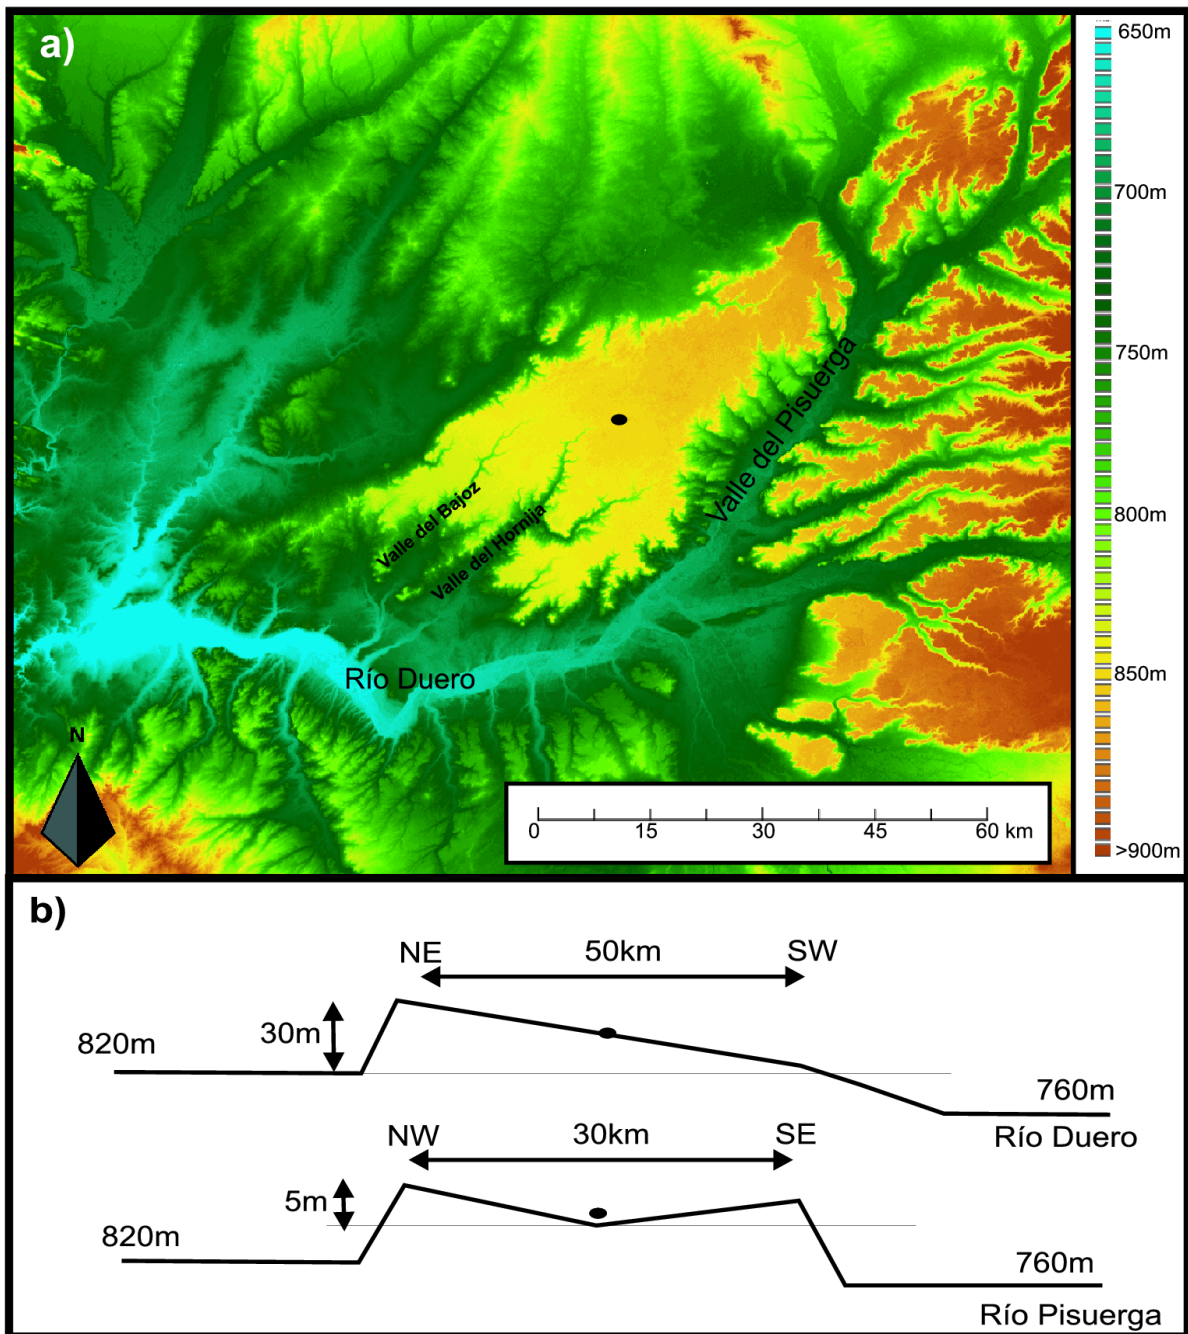 a)
650m
700m
750m
800m
850m
>900m
Valle del Pisuerga
Valle del Bajoz
Valle del Hornija
Río Duero
N
0 15 30 45 60 km
b)
NE 50km SW
30m
820m
760m
Río Duero
NW 30km SE
5m
820m
760m
Río Pisuerga